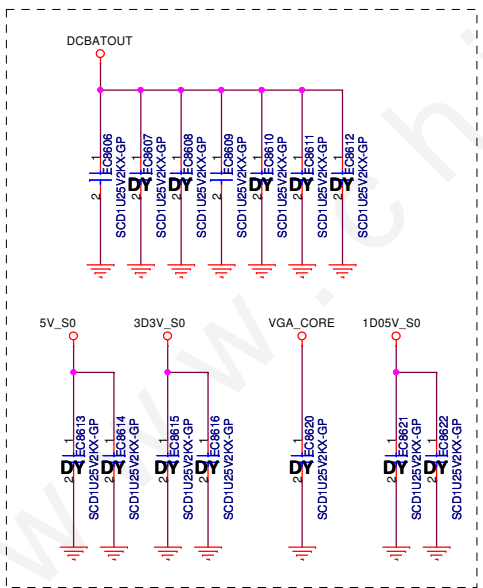 DCBATOUT
1 2 EC8606 SCD1U25V2KX-GP
1 2 DY EC8607 SCD1U25V2KX-GP
1 2 DY EC8608 SCD1U25V2KX-GP
1 2 EC8609 SCD1U25V2KX-GP
1 2 DY EC8610 SCD1U25V2KX-GP
1 2 DY EC8611 SCD1U25V2KX-GP
1 2 DY EC8612 SCD1U25V2KX-GP
5V_S0
3D3V_S0
VGA_CORE
1D05V_S0
1 2 DY EC8613 SCD1U25V2KX-GP
1 2 DY EC8614 SCD1U25V2KX-GP
1 2 DY EC8615 SCD1U25V2KX-GP
1 2 DY EC8616 SCD1U25V2KX-GP
1 2 DY EC8620 SCD1U25V2KX-GP
1 2 DY EC8621 SCD1U25V2KX-GP
1 2 DY EC8622 SCD1U25V2KX-GP
www.ch